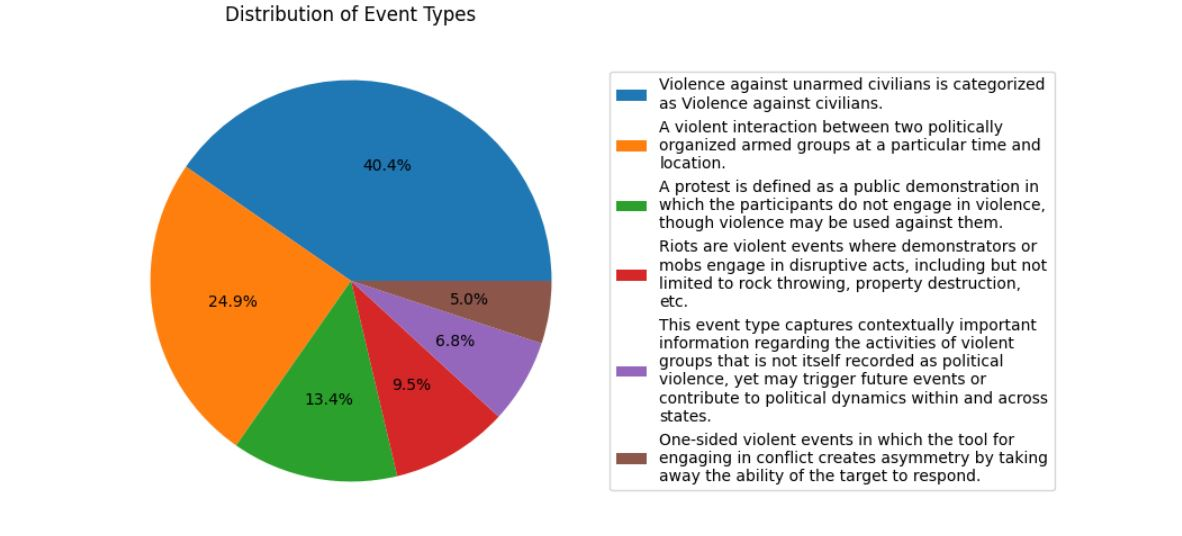 Distribution of Event Types
40.4%
24.9%
13.4%
9.5%
6.8%
5.0%
Violence against unarmed civilians is categorized
as Violence against civilians.
A violent interaction between two politically
organized armed groups at a particular time and
location.
A protest is defined as a public demonstration in
which the participants do not engage in violence,
though violence may be used against them.
Riots are violent events where demonstrators or
mobs engage in disruptive acts, including but not
limited to rock throwing, property destruction,
etc.
This event type captures contextually important
information regarding the activities of violent
groups that is not itself recorded as political
violence, yet may trigger future events or
contribute to political dynamics within and across
states.
One-sided violent events in which the tool for
engaging in conflict creates asymmetry by taking
away the ability of the target to respond.